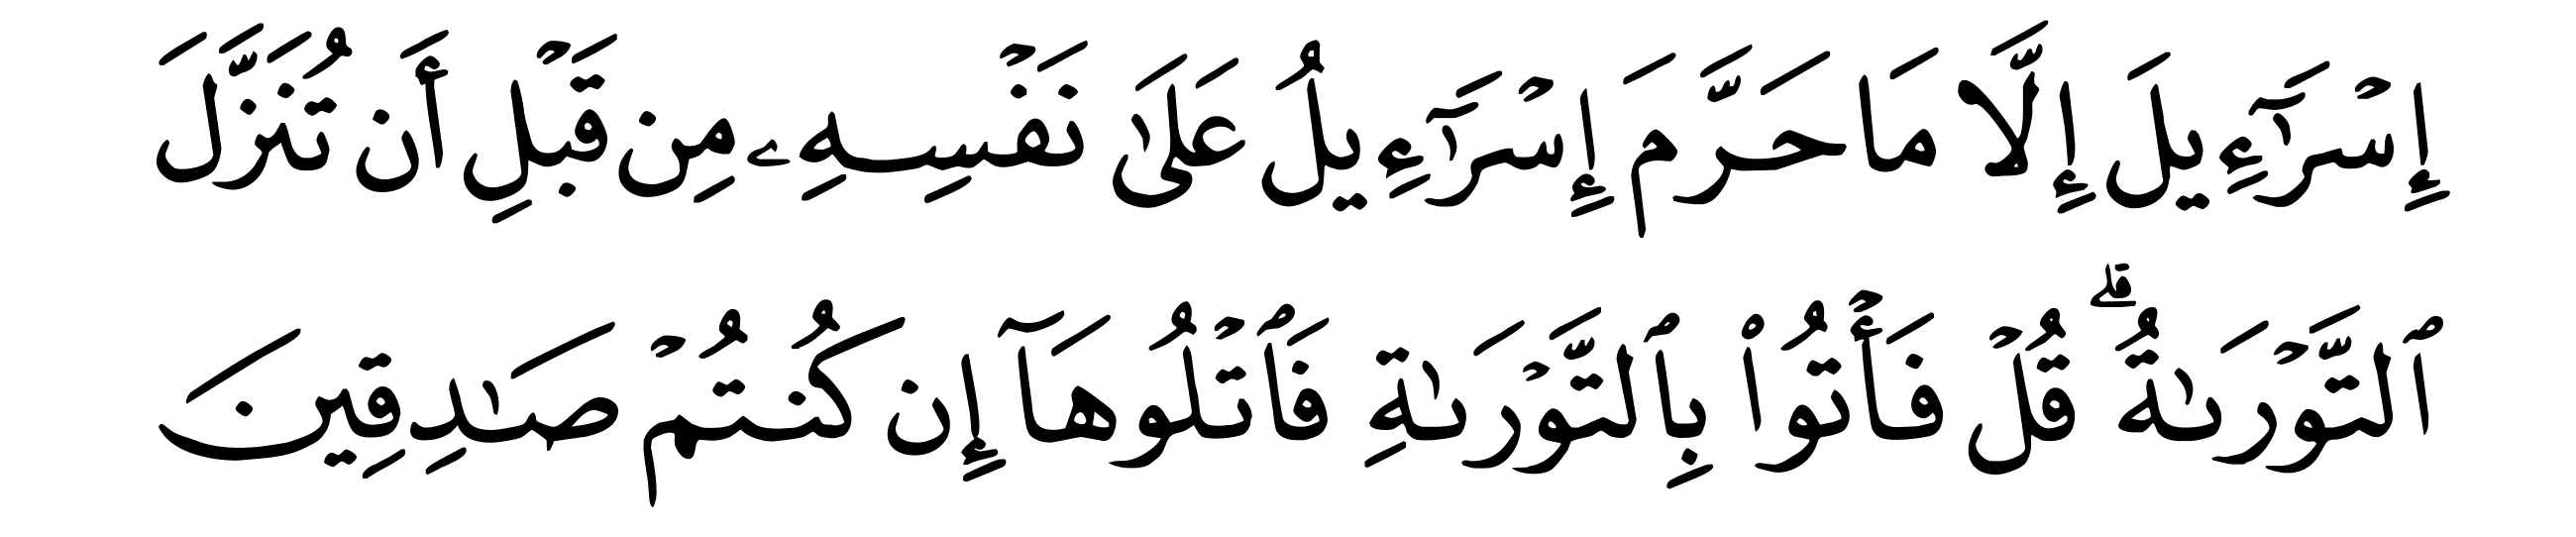 إِسۡرَـٰٓءِيلَ إِلَّا مَا حَرَّمَ إِسۡرَـٰٓءِيلُ عَلَىٰ نَفۡسِهِۦ مِن قَبۡلِ أَن تُنَزَّلَ
ٱلتَّوۡرَىٰةُۗ قُلۡ فَأۡتُواْ بِٱلتَّوۡرَىٰةِ فَٱتۡلُوهَآ إِن كُنتُمۡ صَـٰدِقِينَ